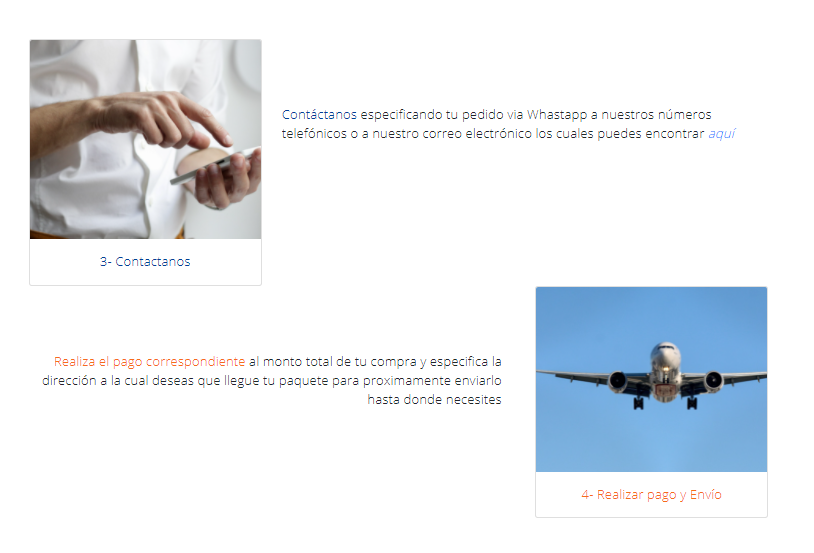 Contáctanos especificando tu pedido via Whastapp a nuestros números
telefónicos o a nuestro correo electrónico los cuales puedes encontrar aquí
3- Contactanos
Realiza el pago correspondiente al monto total de tu compra y especifica la
dirección a la cual deseas que llegue tu paquete para proximamente enviarlo
hasta donde necesites
4- Realizar pago y Envío